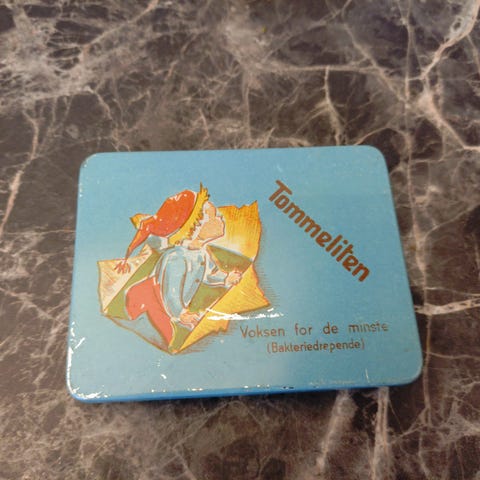 Tommeliten
Voksen for de minste
(Bakteriedrepende)